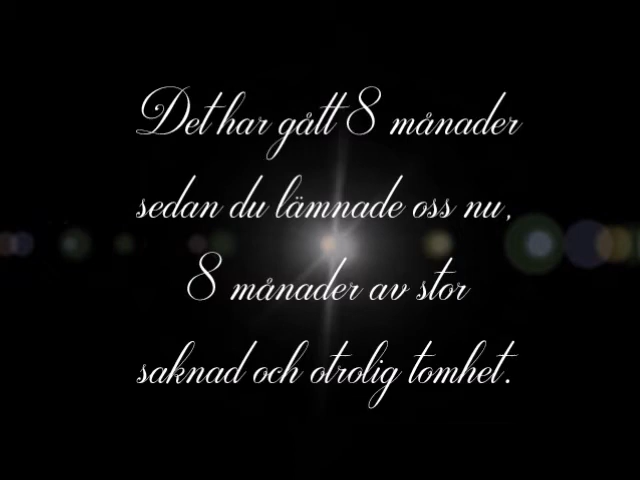 Det har gått 8 månader
sedan du lämnade oss nu,
8 månader av stor
saknad och otrolig tomhet.